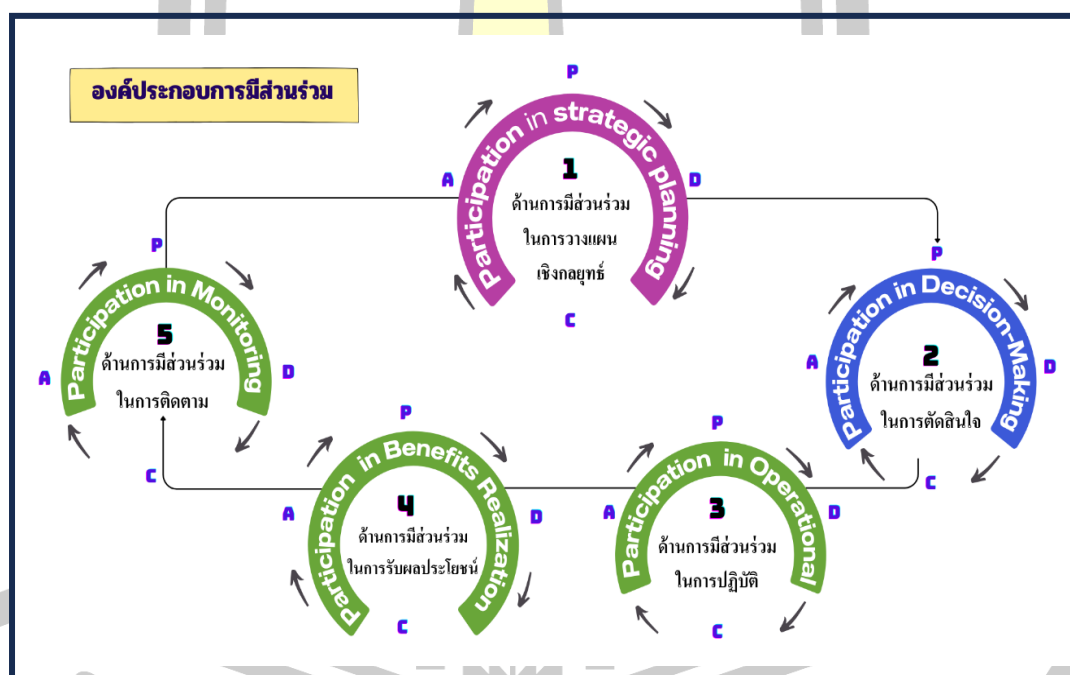 องค์ประกอบการมีส่วนร่วม
P
Participation in strategic planning
A
D
1
ด้านการมีส่วนร่วม
ในการวางแผน
เชิงกลยุทธ์
C
P
Participation in Decision-Making
A
D
2
ด้านการมีส่วนร่วม
ในการตัดสินใจ
C
P
Participation in Operational
A
D
3
ด้านการมีส่วนร่วม
ในการปฏิบัติ
C
P
Participation in Benefits Realization
A
D
4
ด้านการมีส่วนร่วม
ในการรับผลประโยชน์
C
P
Participation in Monitoring
A
D
5
ด้านการมีส่วนร่วม
ในการติดตาม
C